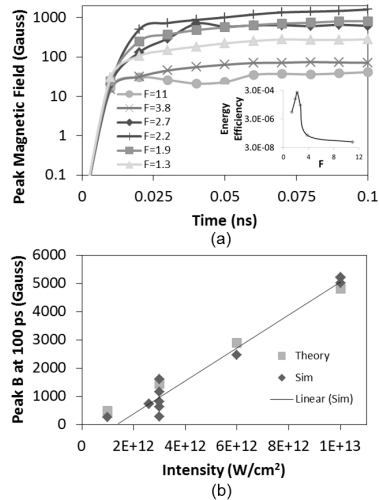 Peak Magnetic Field (Gauss)
1000
100
10
1
0.1
F=11
F=3.8
F=2.7
F=2.2
F=1.9
F=1.3
Energy
Efficiency
3.0E-04
3.0E-06
3.0E-08
0 5 10
F
0 0.025 0.05 0.075 0.1
Time (ns)
(a)
Peak B at 100 ps (Gauss)
6000
5000
4000
3000
2000
1000
0
Theory
Sim
Linear (Sim)
0 2E+12 4E+12 6E+12 8E+12 1E+13
Intensity (W/cm²)
(b)